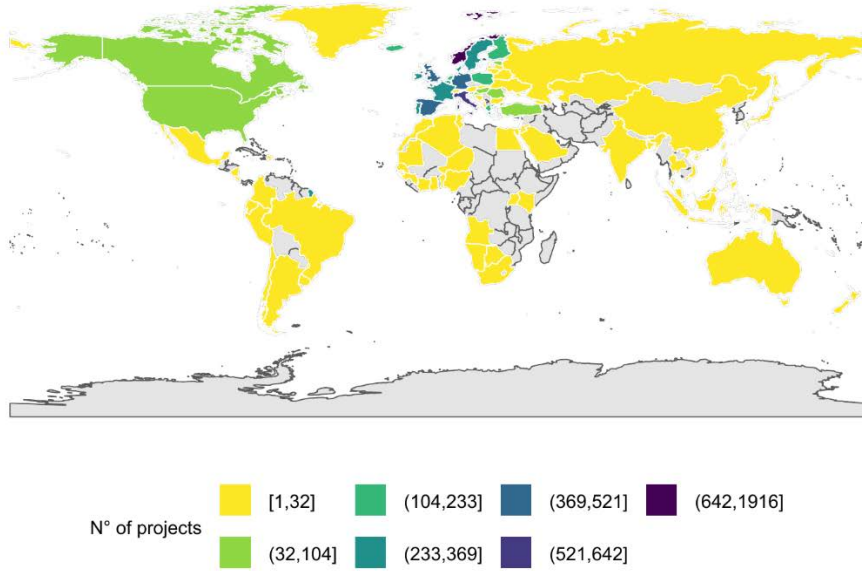 [1,32] (104,233] (369,521] (642,1916]
N° of projects
(32,104] (233,369] (521,642]